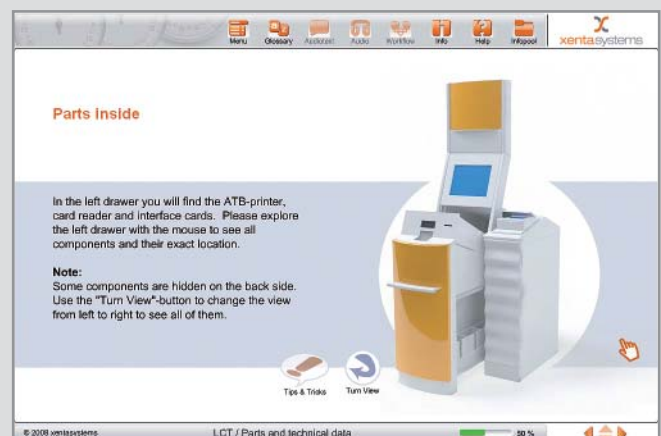 Menu
Glossary
Audiotext
Audio
Workflow
Info
Help
Infopool
xentasystems
Parts inside
In the left drawer you will find the ATB-printer,
card reader and interface cards. Please explore
the left drawer with the mouse to see all
components and their exact location.
Note:
Some components are hidden on the back side.
Use the "Turn View"-button to change the view
from left to right to see all of them.
Tips & Tricks
Turn View
© 2008 xentasystems
LCT / Parts and technical data
50 %